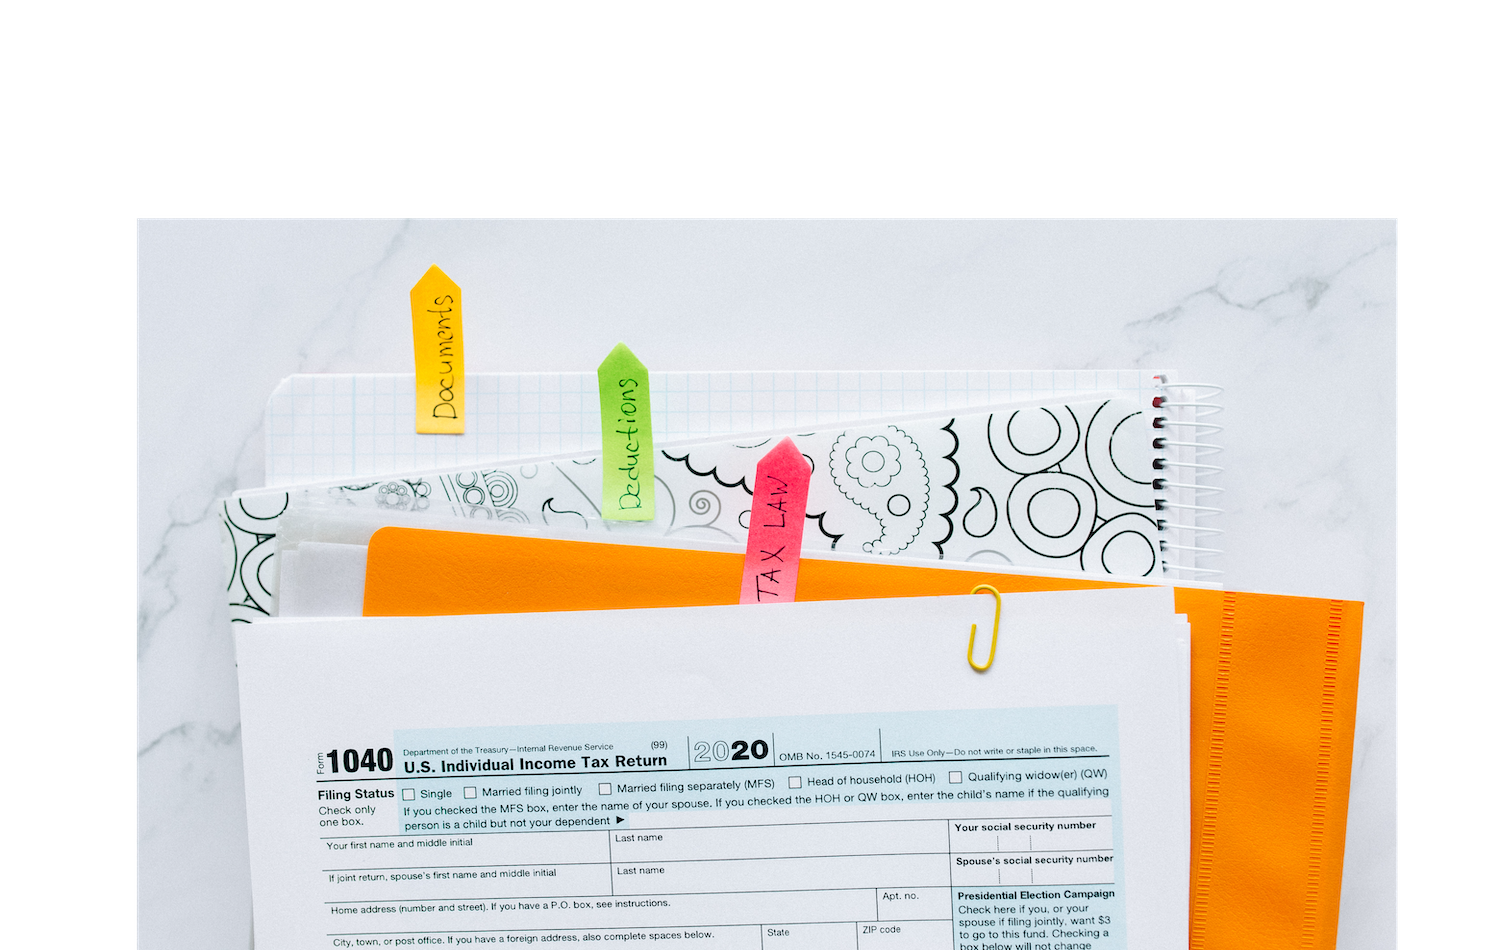 Documents
Deductions
TAX LAW
Form 1040
Department of the Treasury—Internal Revenue Service (99)
U.S. Individual Income Tax Return
2020
OMB No. 1545-0074
IRS Use Only—Do not write or staple in this space.
Filing Status
Check only
one box.
Single Married filing jointly Married filing separately (MFS) Head of household (HOH) Qualifying widow(er) (QW)
If you checked the MFS box, enter the name of your spouse. If you checked the HOH or QW box, enter the child's name if the qualifying
person is a child but not your dependent ▶
Your first name and middle initial
Last name
Your social security number
If joint return, spouse's first name and middle initial
Last name
Spouse's social security number
Home address (number and street). If you have a P.O. box, see instructions.
Apt. no.
City, town, or post office. If you have a foreign address, also complete spaces below.
State
ZIP code
Presidential Election Campaign
Check here if you, or your
spouse if filing jointly, want $3
to go to this fund. Checking a
box below will not change